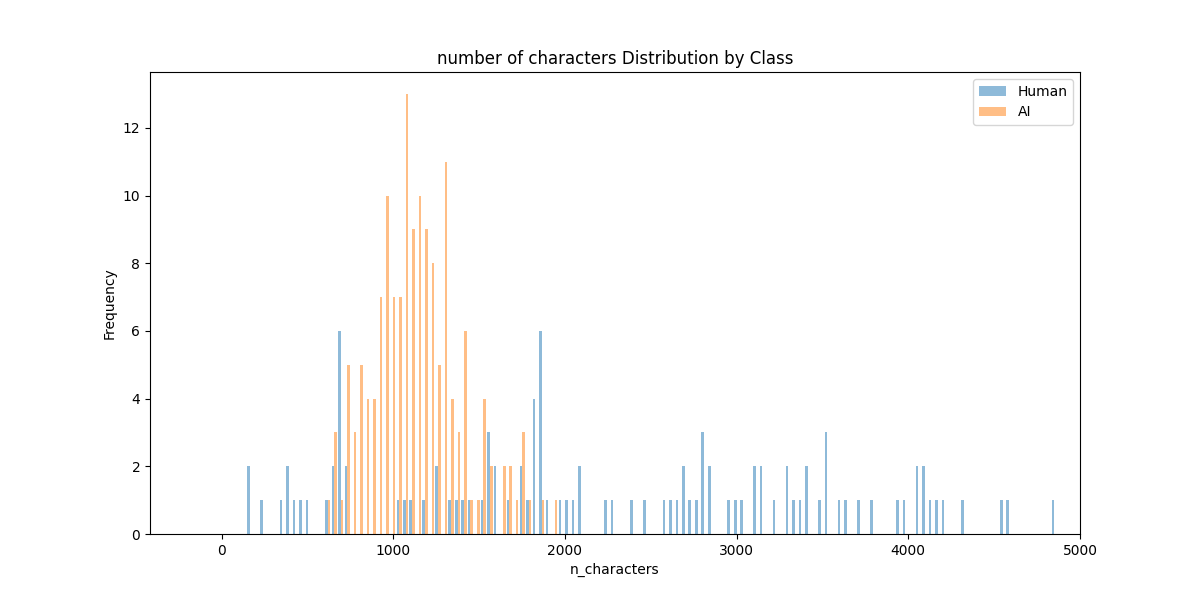 number of characters Distribution by Class
Human
AI
Frequency
12
10
8
6
4
2
0
0 1000 2000 3000 4000 5000
n_characters